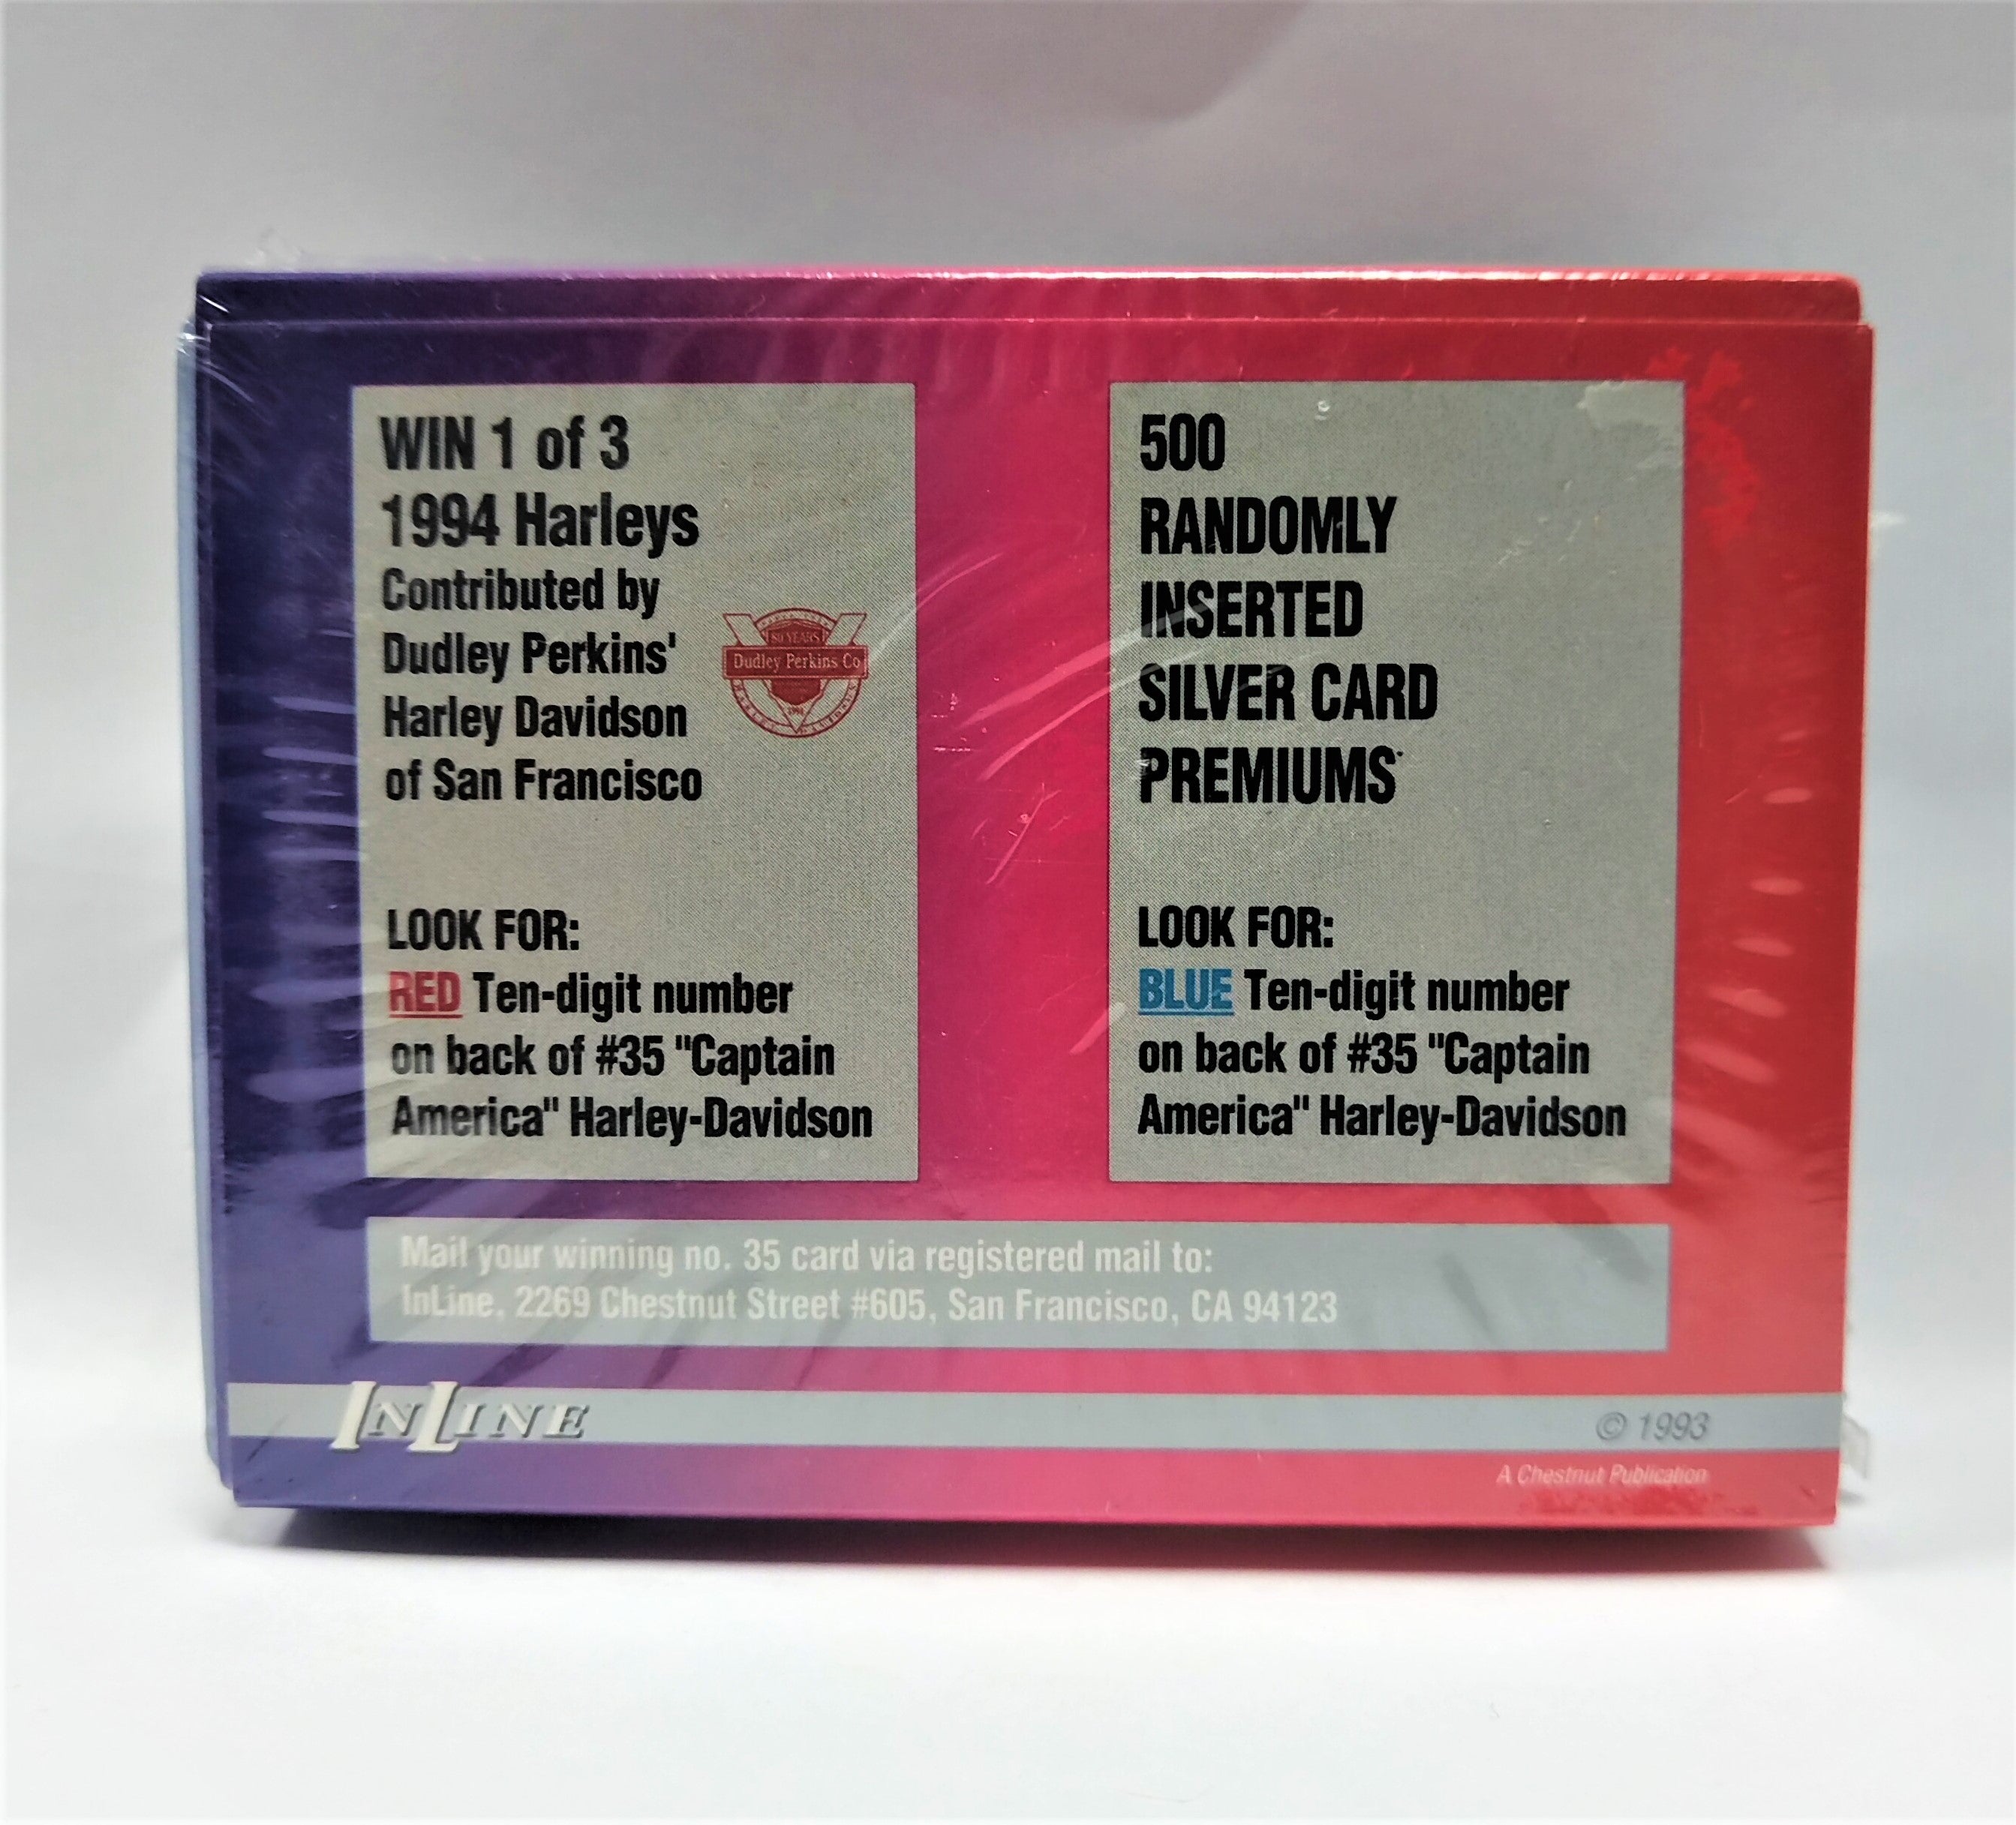 WIN 1 of 3
1994 Harleys
Contributed by
Dudley Perkins'
Harley Davidson
of San Francisco
80 YEARS
Dudley Perkins Co
LOOK FOR:
RED Ten-digit number
on back of #35 "Captain
America" Harley-Davidson
500
RANDOMLY
INSERTED
SILVER CARD
PREMIUMS
LOOK FOR:
BLUE Ten-digit number
on back of #35 "Captain
America" Harley-Davidson
Mail your winning no. 35 card via registered mail to:
InLine, 2269 Chestnut Street #605, San Francisco, CA 94123
INLINE
© 1993
A Chestnut Publication